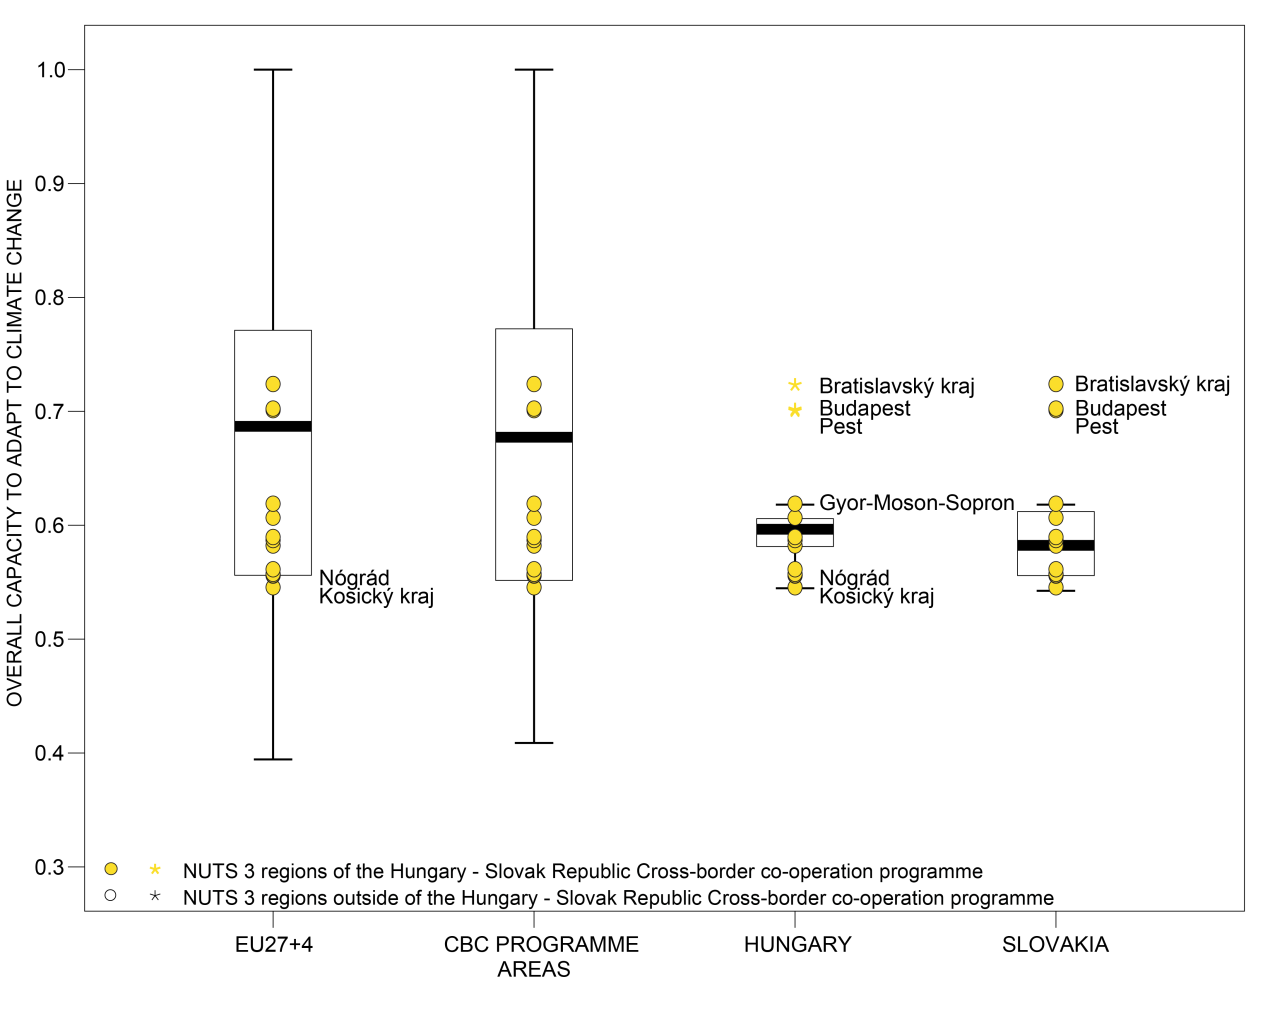 OVERALL CAPACITY TO ADAPT TO CLIMATE CHANGE
1.0
0.9
0.8
0.7
0.6
0.5
0.4
0.3
Nógrád
Košický kraj
Bratislavský kraj
Budapest
Pest
Gyor-Moson-Sopron
Nógrád
Košický kraj
Bratislavský kraj
Budapest
Pest
NUTS 3 regions of the Hungary - Slovak Republic Cross-border co-operation programme
NUTS 3 regions outside of the Hungary - Slovak Republic Cross-border co-operation programme
EU27+4
CBC PROGRAMME
AREAS
HUNGARY
SLOVAKIA